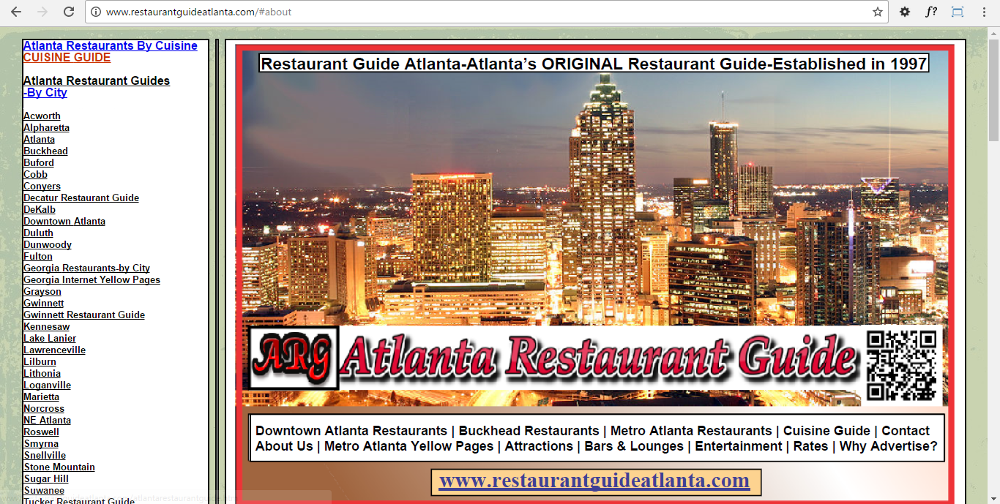 www.restaurantguideatlanta.com/#about
f?
Atlanta Restaurants By Cuisine
CUISINE GUIDE
Atlanta Restaurant Guides
-By City
Acworth
Alpharetta
Atlanta
Buckhead
Buford
Cobb
Conyers
Decatur Restaurant Guide
DeKalb
Downtown Atlanta
Duluth
Dunwoody
Fulton
Georgia Restaurants-by City
Georgia Internet Yellow Pages
Grayson
Gwinnett
Gwinnett Restaurant Guide
Kennesaw
Lake Lanier
Lawrenceville
Lilburn
Lithonia
Loganville
Marietta
Norcross
NE Atlanta
Roswell
Smyrna
Snellville
Stone Mountain
Sugar Hill
Suwanee
Tucker Restaurant Guide
Restaurant Guide Atlanta-Atlanta’s ORIGINAL Restaurant Guide-Established in 1997
ARG Atlanta Restaurant Guide
Downtown Atlanta Restaurants | Buckhead Restaurants | Metro Atlanta Restaurants | Cuisine Guide | Contact
About Us | Metro Atlanta Yellow Pages | Attractions | Bars & Lounges | Entertainment | Rates | Why Advertise?
www.restaurantguideatlanta.com